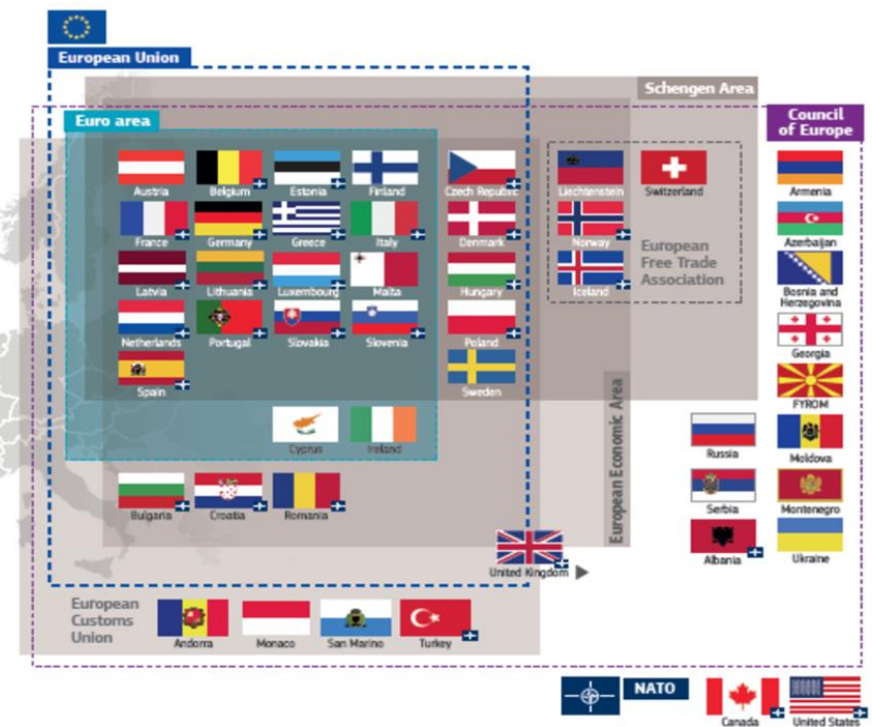 European Union
Schengen Area
Euro area
Council
of Europe
Austria
Belgium
Estonia
Finland
Czech Republic
Liechtenstein
Switzerland
Armenia
France
Germany
Greece
Italy
Denmark
Norway
European
Free Trade
Association
Azerbaijan
Latvia
Lithuania
Luxembourg
Malta
Hungary
Iceland
Bosnia and
Herzegovina
Netherlands
Portugal
Slovakia
Slovenia
Poland
Georgia
Spain
Sweden
FYROM
European Economic Area
Cyprus
Ireland
Russia
Moldova
Bulgaria
Croatia
Romania
Serbia
Montenegro
United Kingdom
Albania
Ukraine
European
Customs
Union
Andorra
Monaco
San Marino
Turkey
NATO
Canada
United States